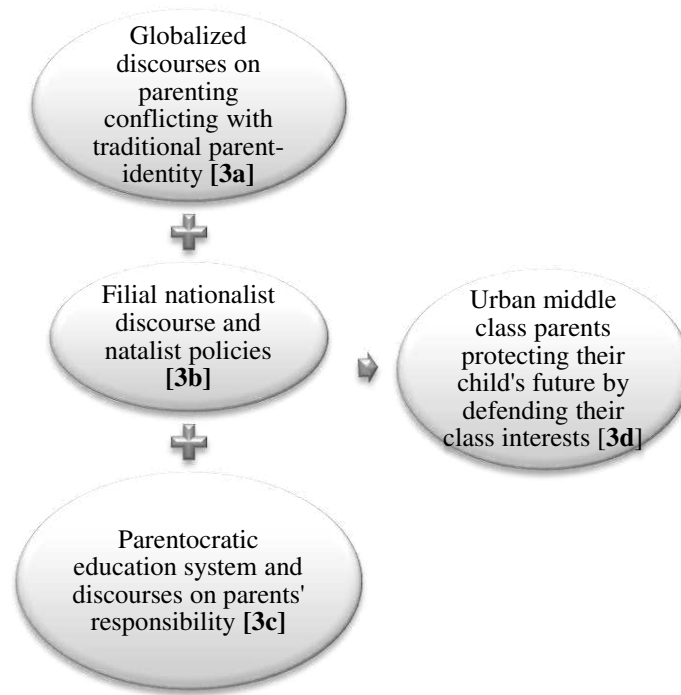 Globalized
discourses on
parenting
conflicting with
traditional parent-
identity [3a]
Filial nationalist
discourse and
natalist policies
[3b]
Urban middle
class parents
protecting their
child's future by
defending their
class interests [3d]
Parentocratic
education system and
discourses on parents'
responsibility [3c]